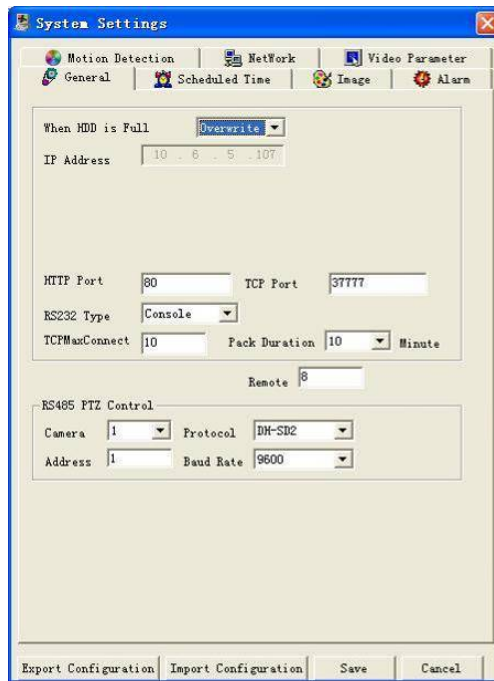 System Settings
Motion Detection NetWork Video Parameter
General Scheduled Time Image Alarm
When HDD is Full Overwrite
IP Address 10 . 6 . 5 .107
HTTP Port 80 TCP Port 37777
RS232 Type Console
TCPMaxConnect 10 Pack Duration 10 Minute
Remote 8
RS485 PTZ Control
Camera 1 Protocol DH-SD2
Address 1 Baud Rate 9600
Export Configuration Import Configuration Save Cancel